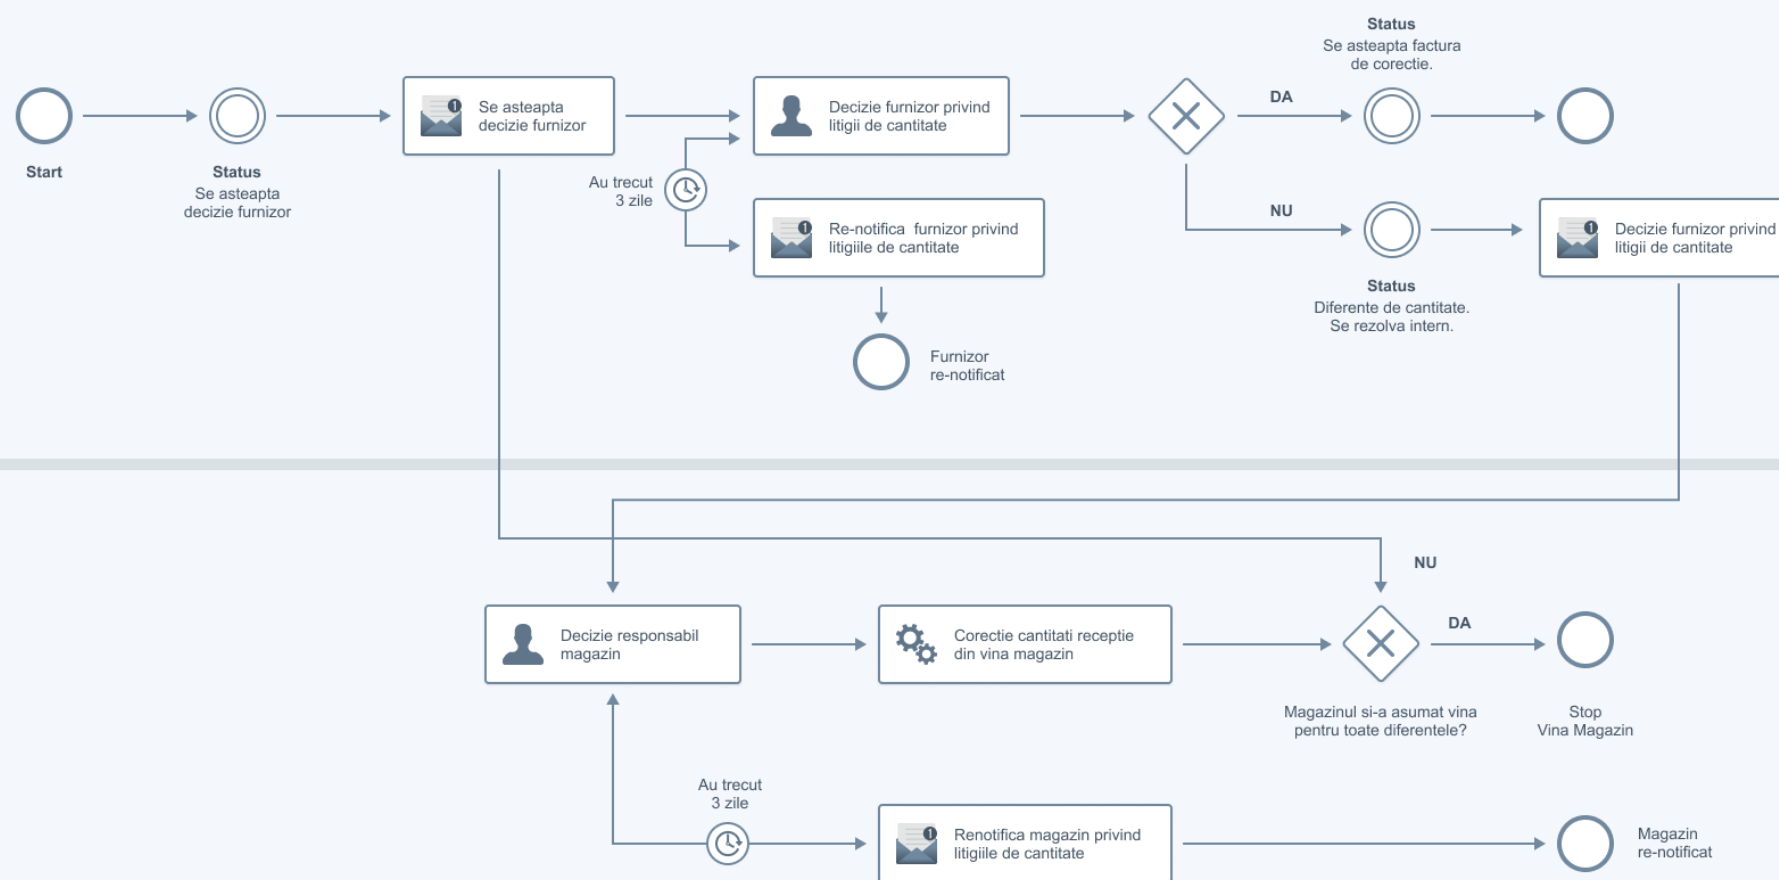 Status
Se asteapta factura
de corectie.
Start
Status
Se asteapta
decizie furnizor
1
Se asteapta
decizie furnizor
Decizie furnizor privind
litigii de cantitate
DA
Au trecut
3 zile
1
Re-notifica furnizor privind
litigiile de cantitate
Furnizor
re-notificat
NU
Status
Diferente de cantitate.
Se rezolva intern.
1
Decizie furnizor privind
litigii de cantitate
NU
Decizie responsabil
magazin
Corectie cantitati receptie
din vina magazin
DA
Magazinul si-a asumat vina
pentru toate diferentele?
Stop
Vina Magazin
Au trecut
3 zile
1
Renotifica magazin privind
litigiile de cantitate
Magazin
re-notificat